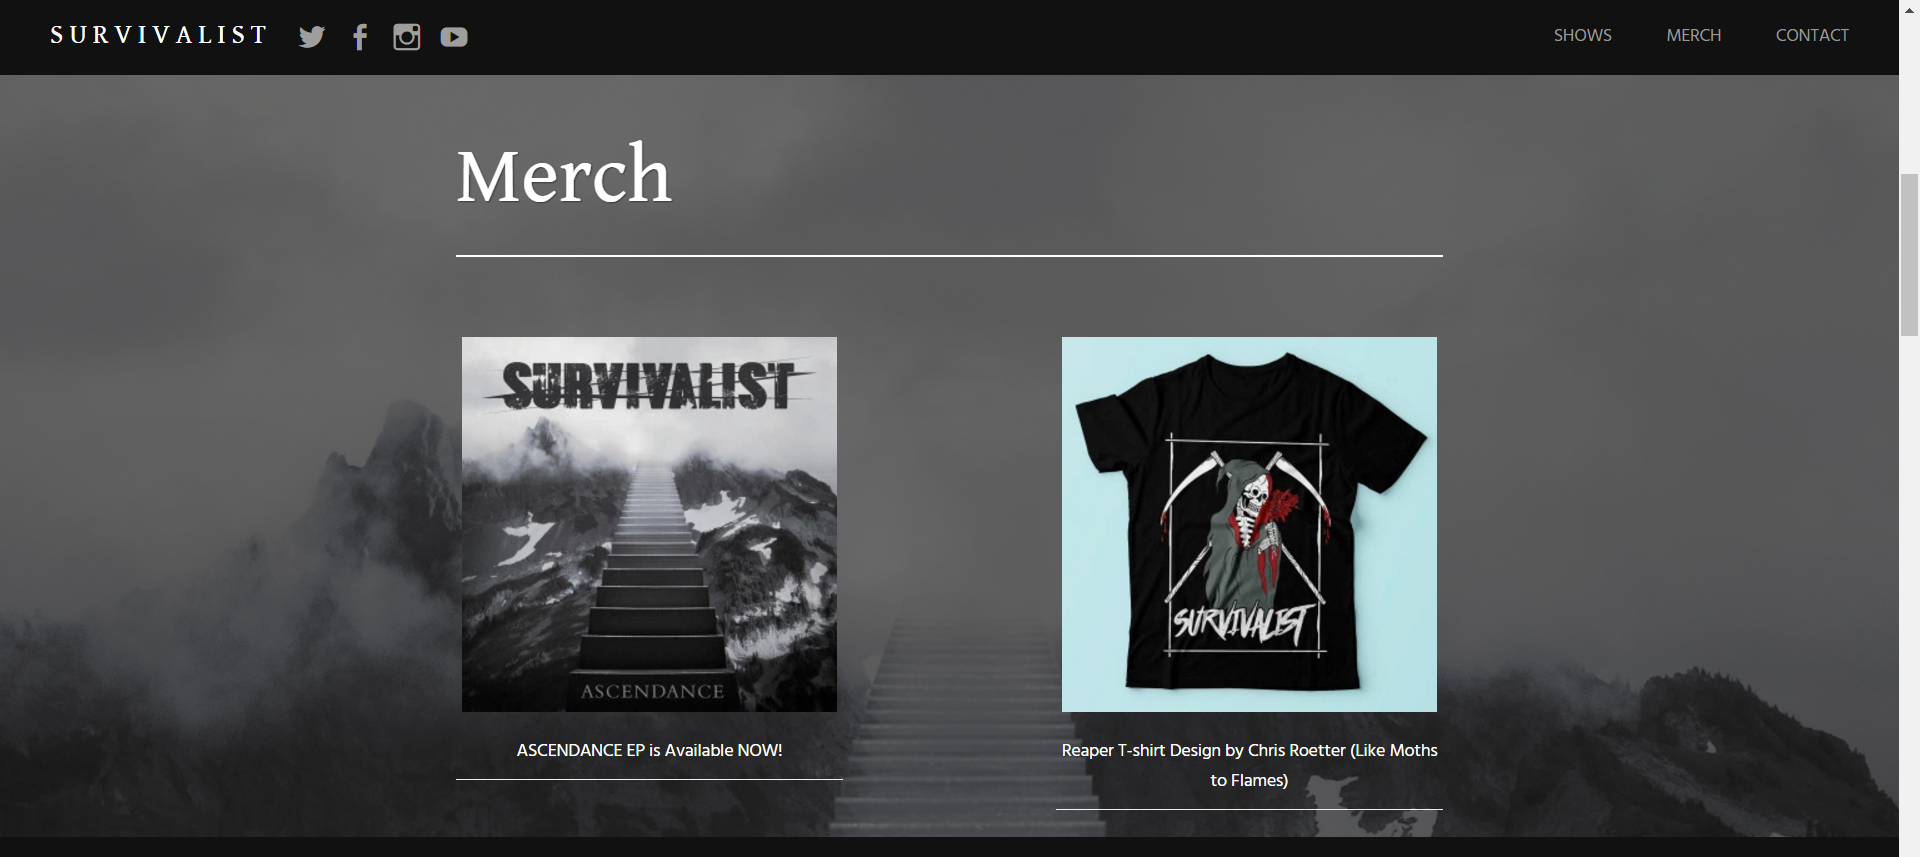 SURVIVALIST
SHOWS
MERCH
CONTACT
Merch
SURVIVALIST
ASCENDANCE
SURVIVALIST
ASCENDANCE EP is Available NOW!
Reaper T-shirt Design by Chris Roetter (Like Moths
to Flames)